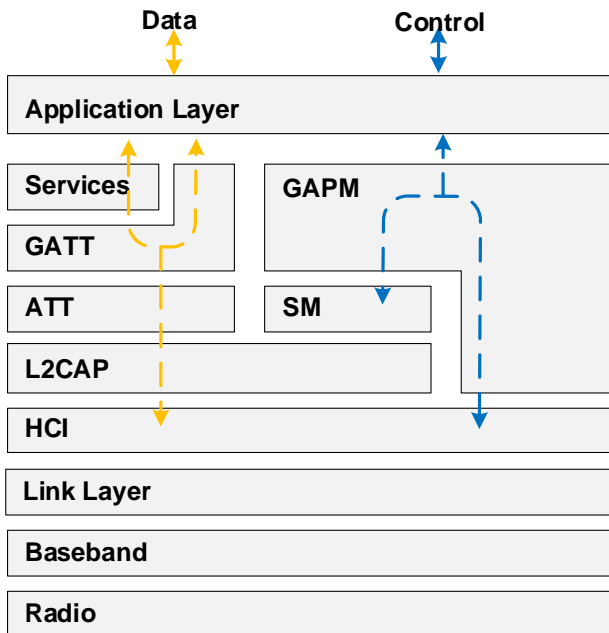 Data Control
Application Layer
Services GAPM
GATT
ATT SM
L2CAP
HCI
Link Layer
Baseband
Radio